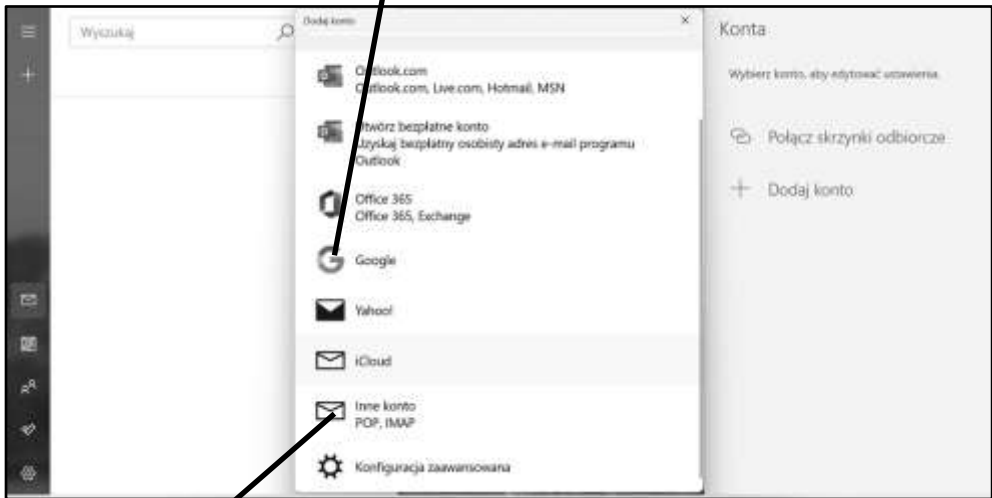 Wyszukaj
Dodaj konto
Outlook.com
Outlook.com, Live.com, Hotmail, MSN
Utwórz bezpłatne konto
Uzyskaj bezpłatny osobisty adres e-mail programu
Outlook
Office 365
Office 365, Exchange
Google
Yahoo!
iCloud
Inne konto
POP, IMAP
Konfiguracja zaawansowana
Konta
Wybierz konto, aby edytować ustawienia.
Połącz skrzynki odbiorcze
Dodaj konto